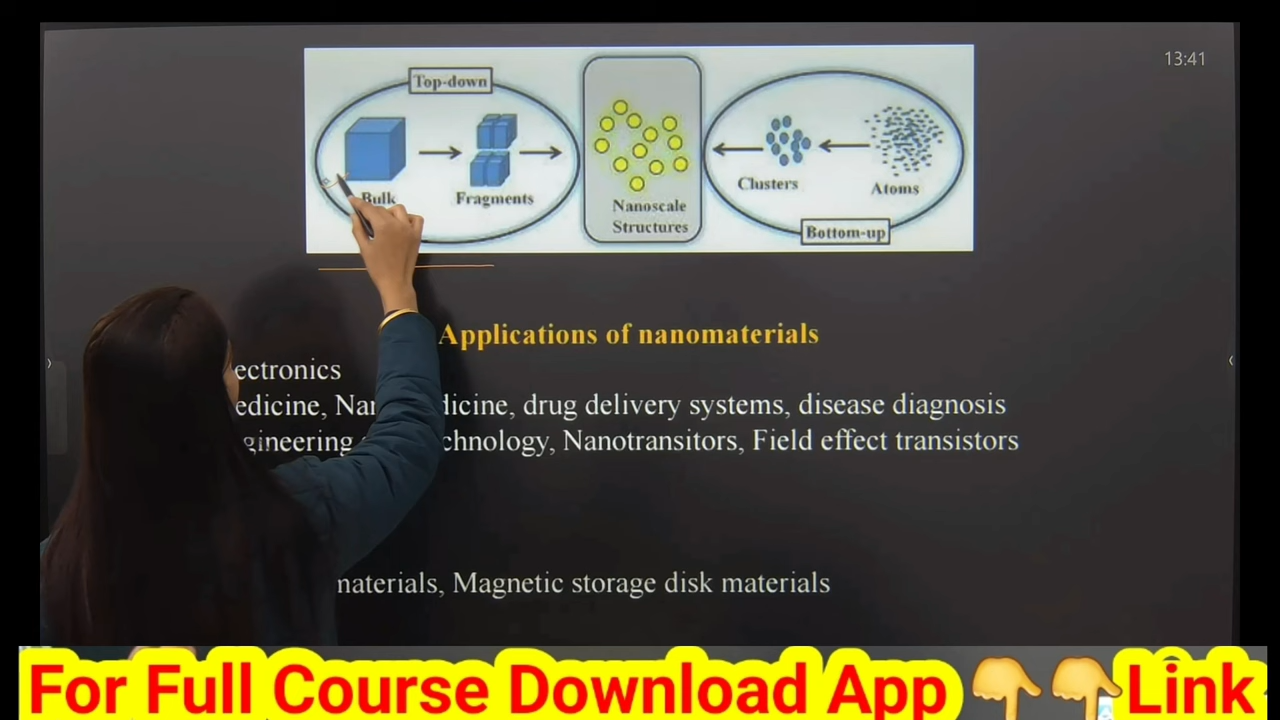 13:41
Top-down
Bulk
Fragments
Nanoscale
Structures
Clusters
Atoms
Bottom-up
Applications of nanomaterials
ectronics
edicine, Nan dicine, drug delivery systems, disease diagnosis
gineering chnology, Nanotransitors, Field effect transistors
materials, Magnetic storage disk materials
For Full Course Download App 👇👇 Link